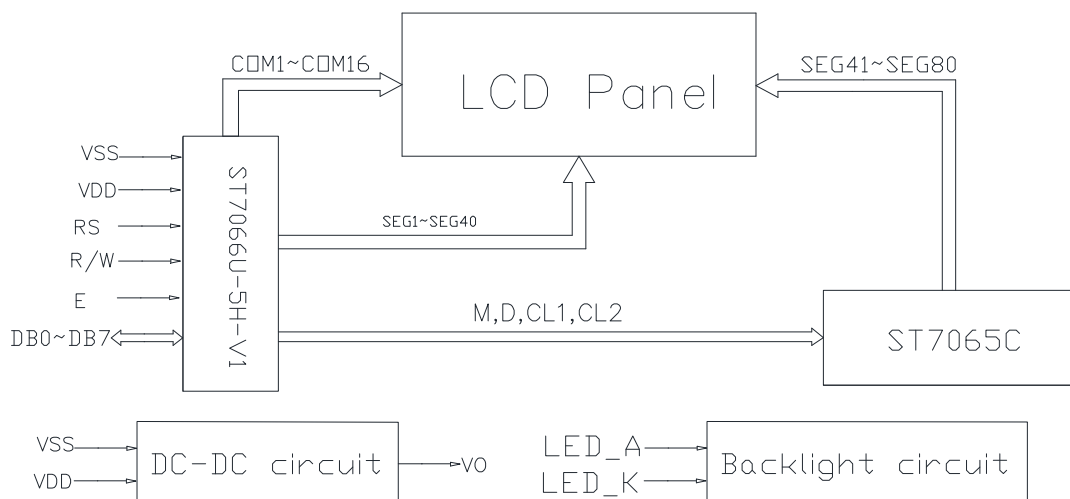 COM1~COM16
LCD Panel
SEG41~SEG80
VSS
VDD
RS
R/W
E
DB0~DB7
ST7066U-5H-V1
SEG1~SEG40
M,D,CL1,CL2
ST7065C
VSS
VDD
DC-DC circuit
VO
LED_A
LED_K
Backlight circuit